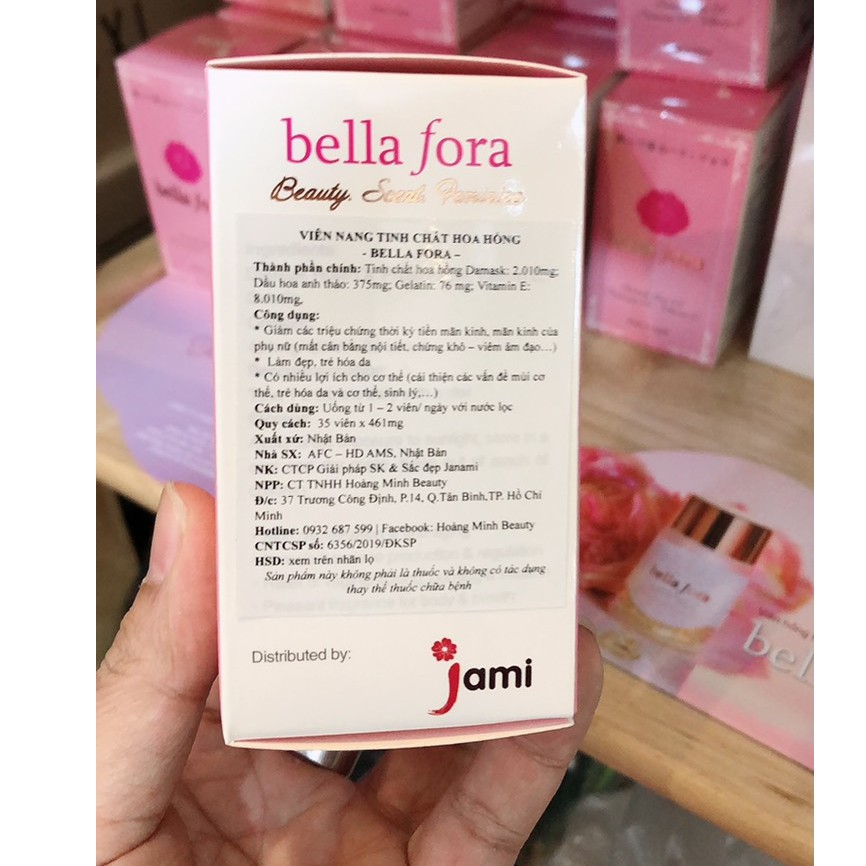 bella fora
Beauty. Scent. Feminine
VIÊN NANG TINH CHẤT HOA HỒNG
- BELLA FORA –
Thành phần chính: Tinh chất hoa hồng Damask: 2.010mg;
Dầu hoa anh thảo: 375mg; Gelatin: 76 mg; Vitamin E:
8.010mg,
Công dụng:
* Giảm các triệu chứng thời kỳ tiền mãn kinh, mãn kinh của
phụ nữ (mất cân bằng nội tiết, chứng khô – viêm âm đạo…)
* Làm đẹp, trẻ hóa da
* Có nhiều lợi ích cho cơ thể (cải thiện các vấn đề mùi cơ
thể, trẻ hóa da và cơ thể, sinh lý,…)
Cách dùng: Uống từ 1 – 2 viên/ ngày với nước lọc
Quy cách: 35 viên x 461mg
Xuất xứ: Nhật Bản
Nhà SX: AFC – HD AMS, Nhật Bản
NK: CTCP Giải pháp SK & Sắc đẹp Janami
NPP: CT TNHH Hoàng Minh Beauty
Đ/c: 37 Trương Công Định, P.14, Q.Tân Bình,TP. Hồ Chí
Minh
Hotline: 0932 687 599 | Facebook: Hoàng Minh Beauty
CNTCSP số: 6356/2019/ĐKSP
HSD: xem trên nhãn lọ
Sản phẩm này không phải là thuốc và không có tác dụng
thay thế thuốc chữa bệnh
Distributed by:
jami
bella fora
bella fora
bel